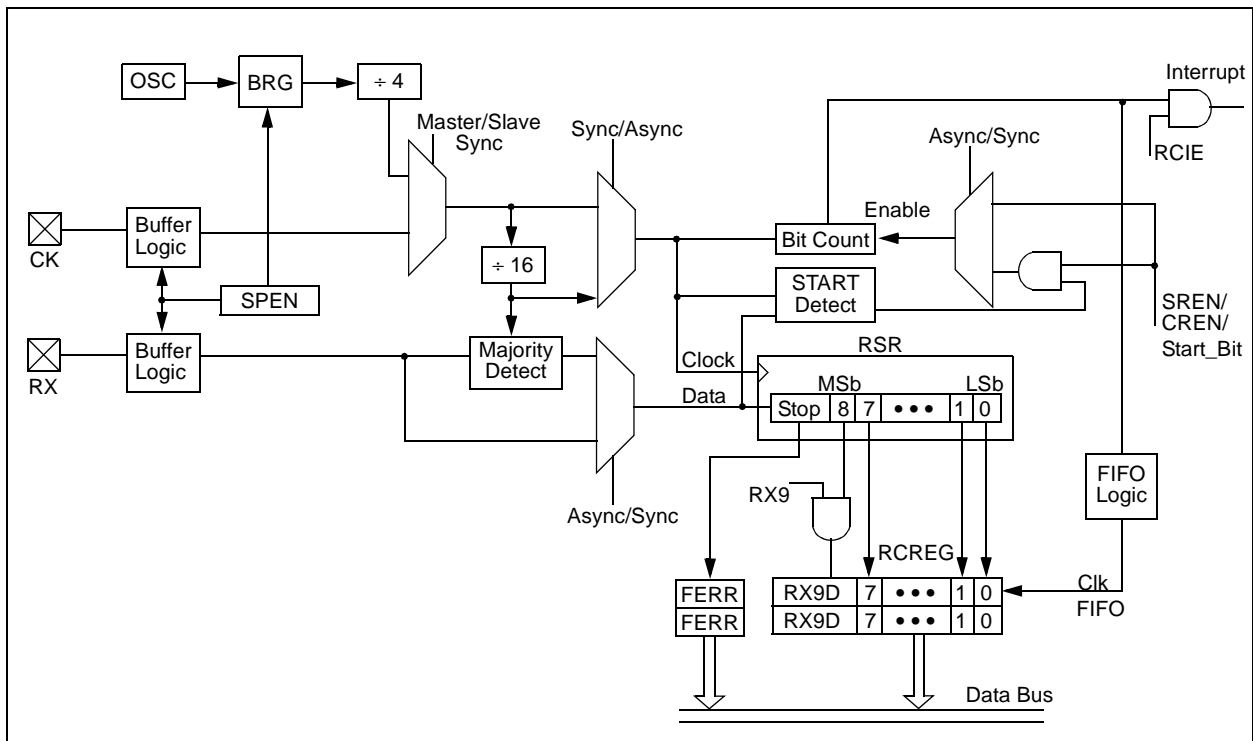 OSC
BRG
÷ 4
Interrupt
Master/Slave
Sync
Sync/Async
Async/Sync
RCIE
CK
Buffer
Logic
Enable
Bit Count
÷ 16
SPEN
START
Detect
SREN/
CREN/
Start_Bit
RX
Buffer
Logic
Majority
Detect
Clock
RSR
Data
MSb
LSb
Stop 8 7 • • • 1 0
FIFO
Logic
RX9
Async/Sync
RCREG
Clk
FIFO
FERR
RX9D 7 • • • 1 0
FERR
RX9D 7 • • • 1 0
Data Bus